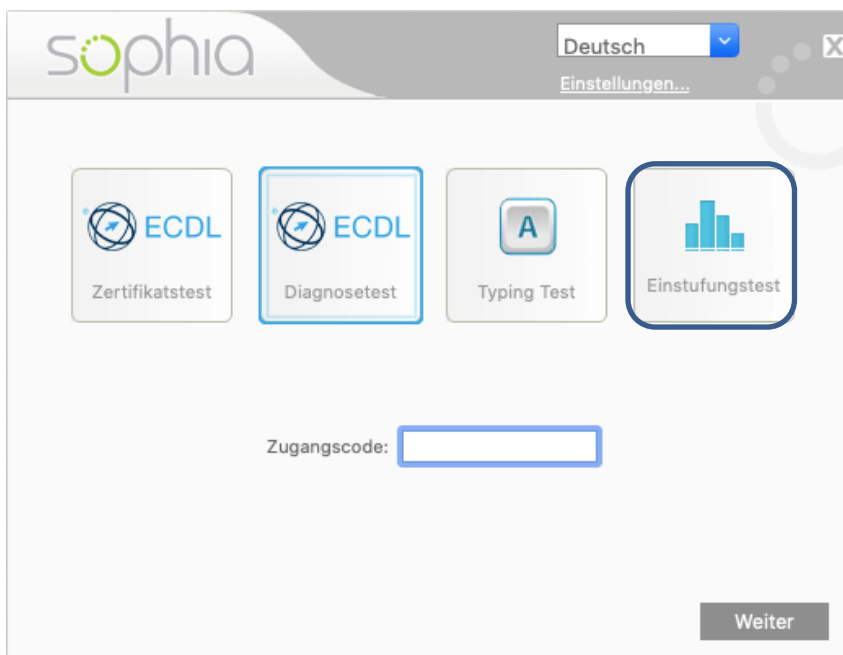 sophia
Deutsch
X
Einstellungen...
ECDL
Zertifikatstest
ECDL
Diagnosetest
A
Typing Test
Einstufungstest
Zugangscode:
Weiter